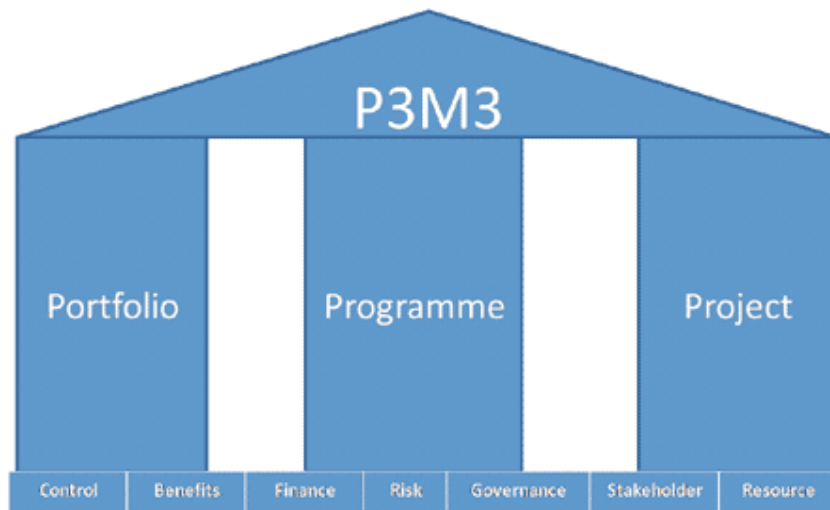 P3M3
Portfolio Programme Project
Control Benefits Finance Risk Governance Stakeholder Resource